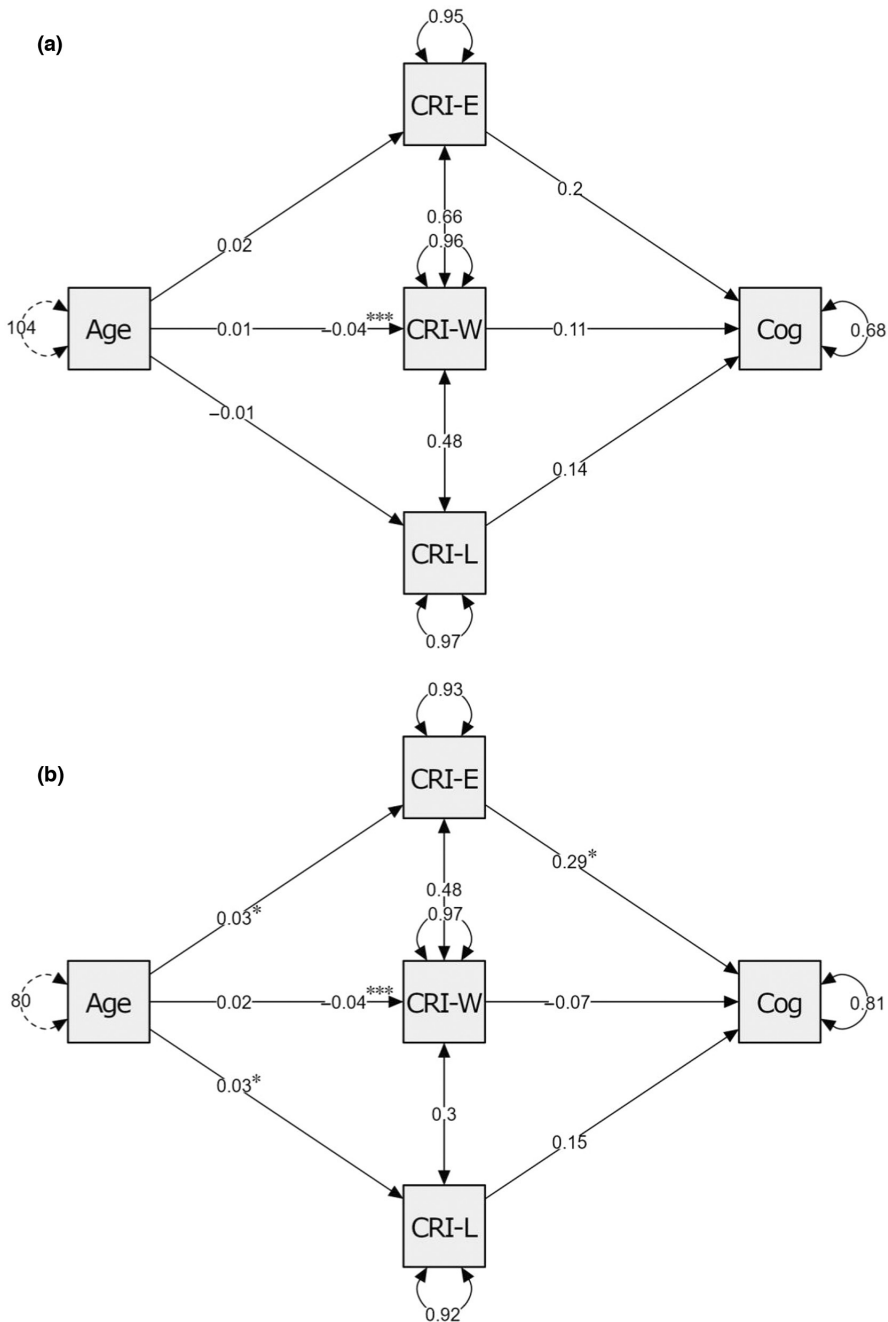 (a)
0.95
CRI-E
0.2
0.66
0.02
0.96
104
Age
0.01
–0.04
***
CRI-W
0.11
Cog
0.68
–0.01
0.48
0.14
CRI-L
0.97
(b)
0.93
CRI-E
0.29*
0.48
0.03*
0.97
80
Age
0.02
–0.04
***
CRI-W
–0.07
Cog
0.81
0.03*
0.3
0.15
CRI-L
0.92